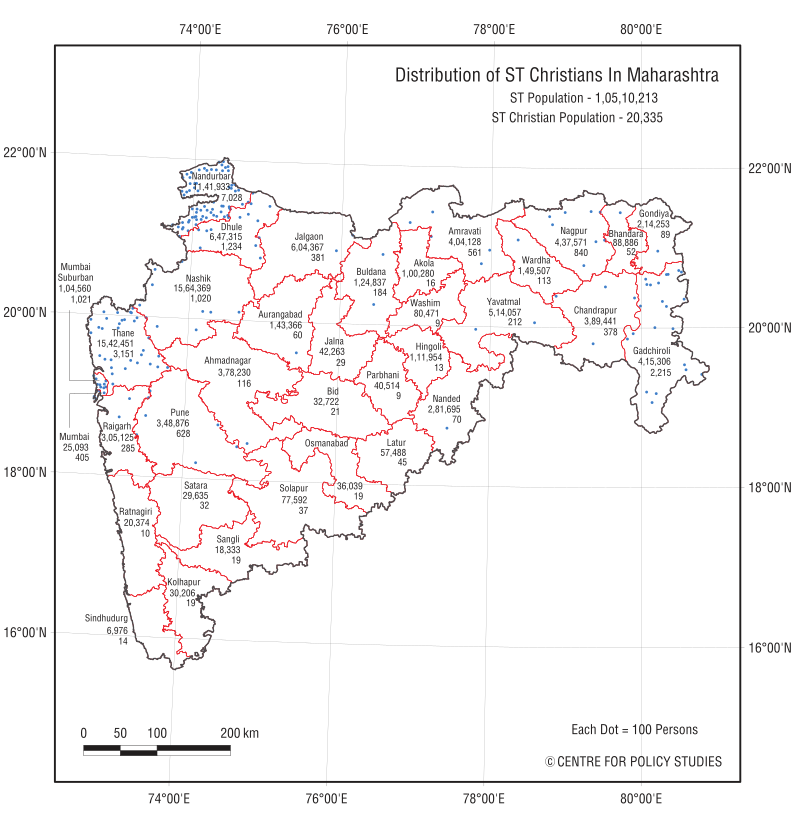 74°00'E 76°00'E 78°00'E 80°00'E
Distribution of ST Christians In Maharashtra
ST Population - 1,05,10,213
ST Christian Population - 20,335
22°00'N
22°00'N
Nandurbar
11,41,933
7,028
Dhule
6,47,315
1,234
Jalgaon
6,04,367
381
Buldana
1,24,837
184
Akola
1,00,280
16
Amravati
4,04,128
561
Wardha
1,49,507
113
Nagpur
4,37,571
840
Bhandara
88,886
52
Gondiya
2,14,253
89
Mumbai
Suburban
1,04,560
1,021
Nashik
15,64,369
1,020
20°00'N
20°00'N
Thane
15,42,451
3,151
Aurangabad
1,43,366
60
Jalna
42,263
29
Washim
80,471
9
Yavatmal
5,14,057
212
Chandrapur
3,89,441
378
Gadchiroli
4,15,306
2,215
Ahmadnagar
3,78,230
116
Hingoli
1,11,954
13
Parbhani
40,514
9
Bid
32,722
21
Nanded
2,81,695
70
Mumbai
25,093
405
Raigarh
3,05,125
285
Pune
3,48,876
628
Osmanabad
36,039
19
Latur
57,488
45
18°00'N
18°00'N
Satara
29,635
32
Solapur
77,592
37
Ratnagiri
20,374
10
Sangli
18,333
19
Kolhapur
30,206
19
Sindhudurg
6,976
14
16°00'N
16°00'N
0 50 100 200 km
Each Dot = 100 Persons
© CENTRE FOR POLICY STUDIES
74°00'E 76°00'E 78°00'E 80°00'E